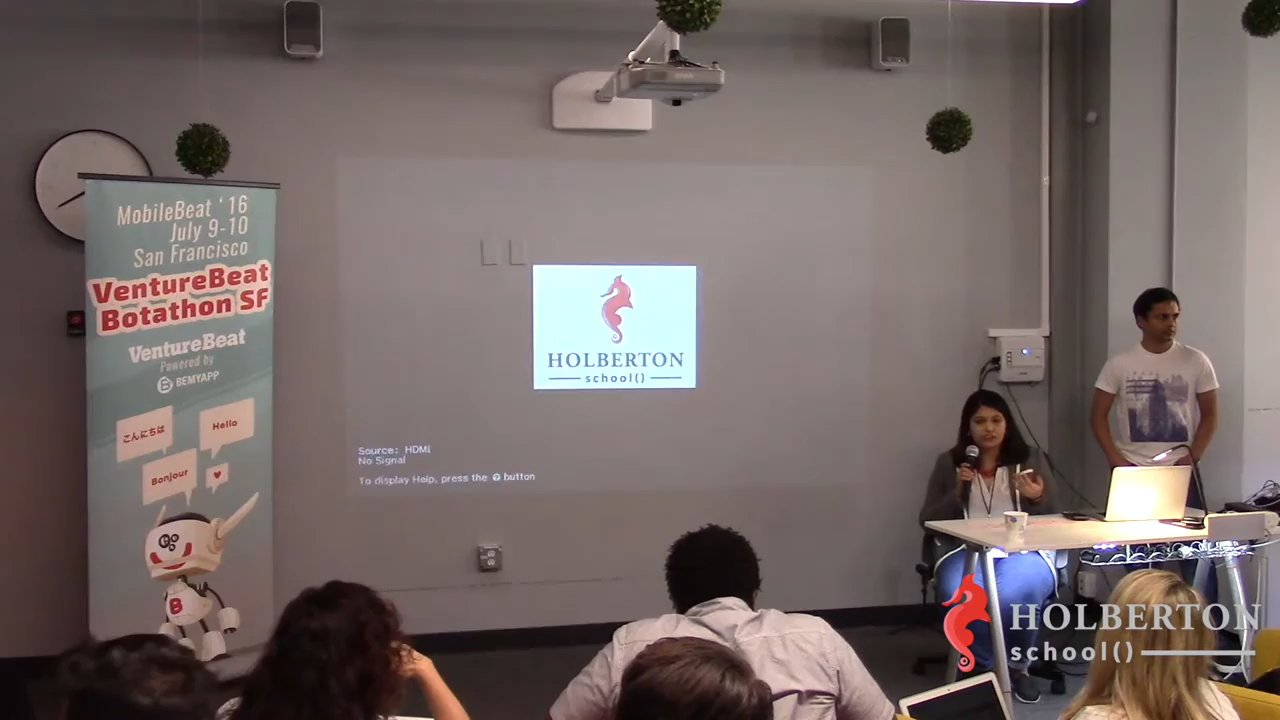 MobileBeat '16
July 9-10
San Francisco
VentureBeat
Botathon SF
VentureBeat
Powered by
BEMYAPP
こんにちは
Hello
Bonjour
B
HOLBERTON
school()
Source: HDMI
No Signal
To display Help, press the ? button
HOLBERTON
school()